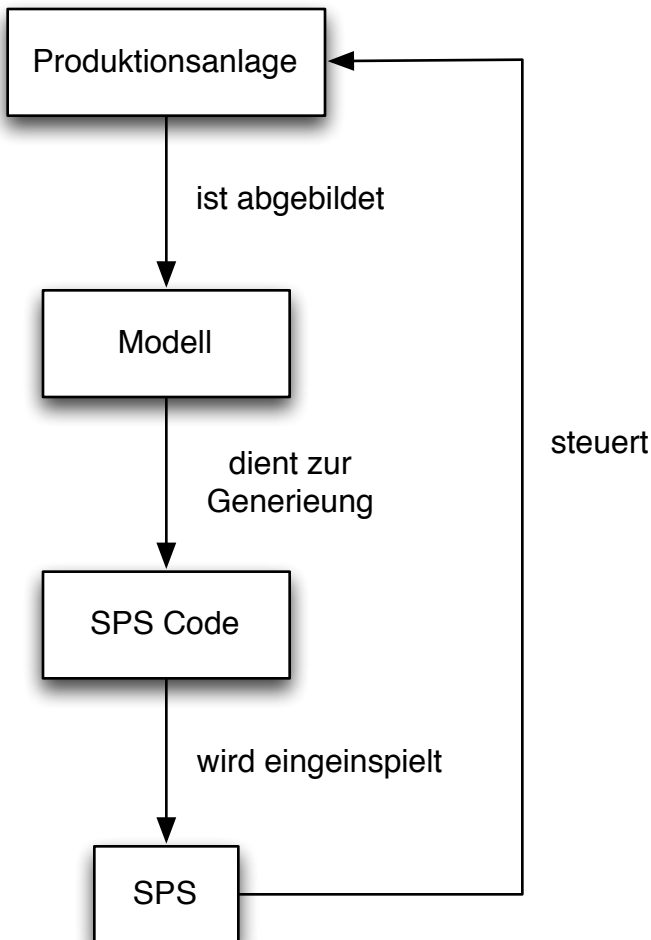 Produktionsanlage
ist abgebildet
Modell
dient zur
Generieung
steuert
SPS Code
wird eingeinspielt
SPS